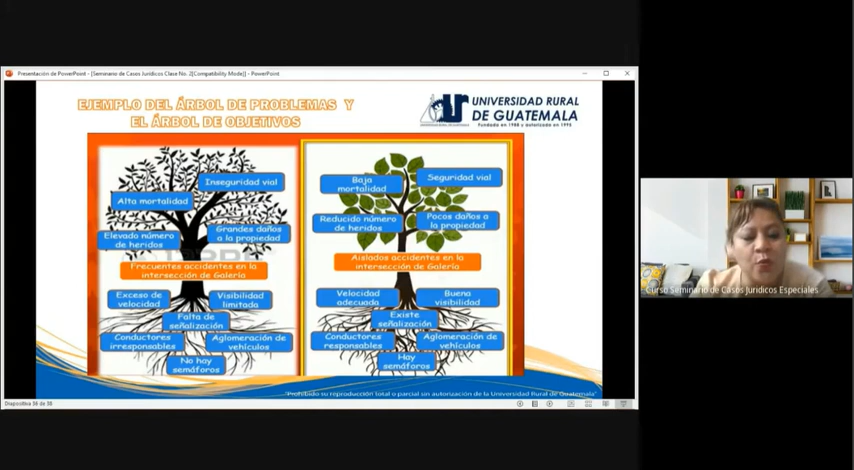 Presentación de PowerPoint - [Seminario de Casos Jurídicos Clase No. 2[Compatibility Mode]] - PowerPoint
EJEMPLO DEL ÁRBOL DE PROBLEMAS Y
EL ÁRBOL DE OBJETIVOS
UNIVERSIDAD RURAL
DE GUATEMALA
Fundada en 1988 y autorizada en 1995
Inseguridad vial
Alta mortalidad
Elevado número
de heridos
Grandes daños
a la propiedad
Frecuentes accidentes en la
intersección de Galería
Exceso de
velocidad
Visibilidad
limitada
Falta de
señalización
Conductores
irresponsables
Aglomeración de
vehículos
No hay
semáforos
Baja
mortalidad
Seguridad vial
Reducido número
de heridos
Pocos daños a
la propiedad
Aislados accidentes en la
intersección de Galería
Velocidad
adecuada
Buena
visibilidad
Existe
señalización
Conductores
responsables
Aglomeración de
vehículos
Hay
semáforos
"Prohibido su reproducción total o parcial sin autorización de la Universidad Rural de Guatemala"
Diapositiva 38 de 38
Curso Seminario de Casos Juridicos Especiales